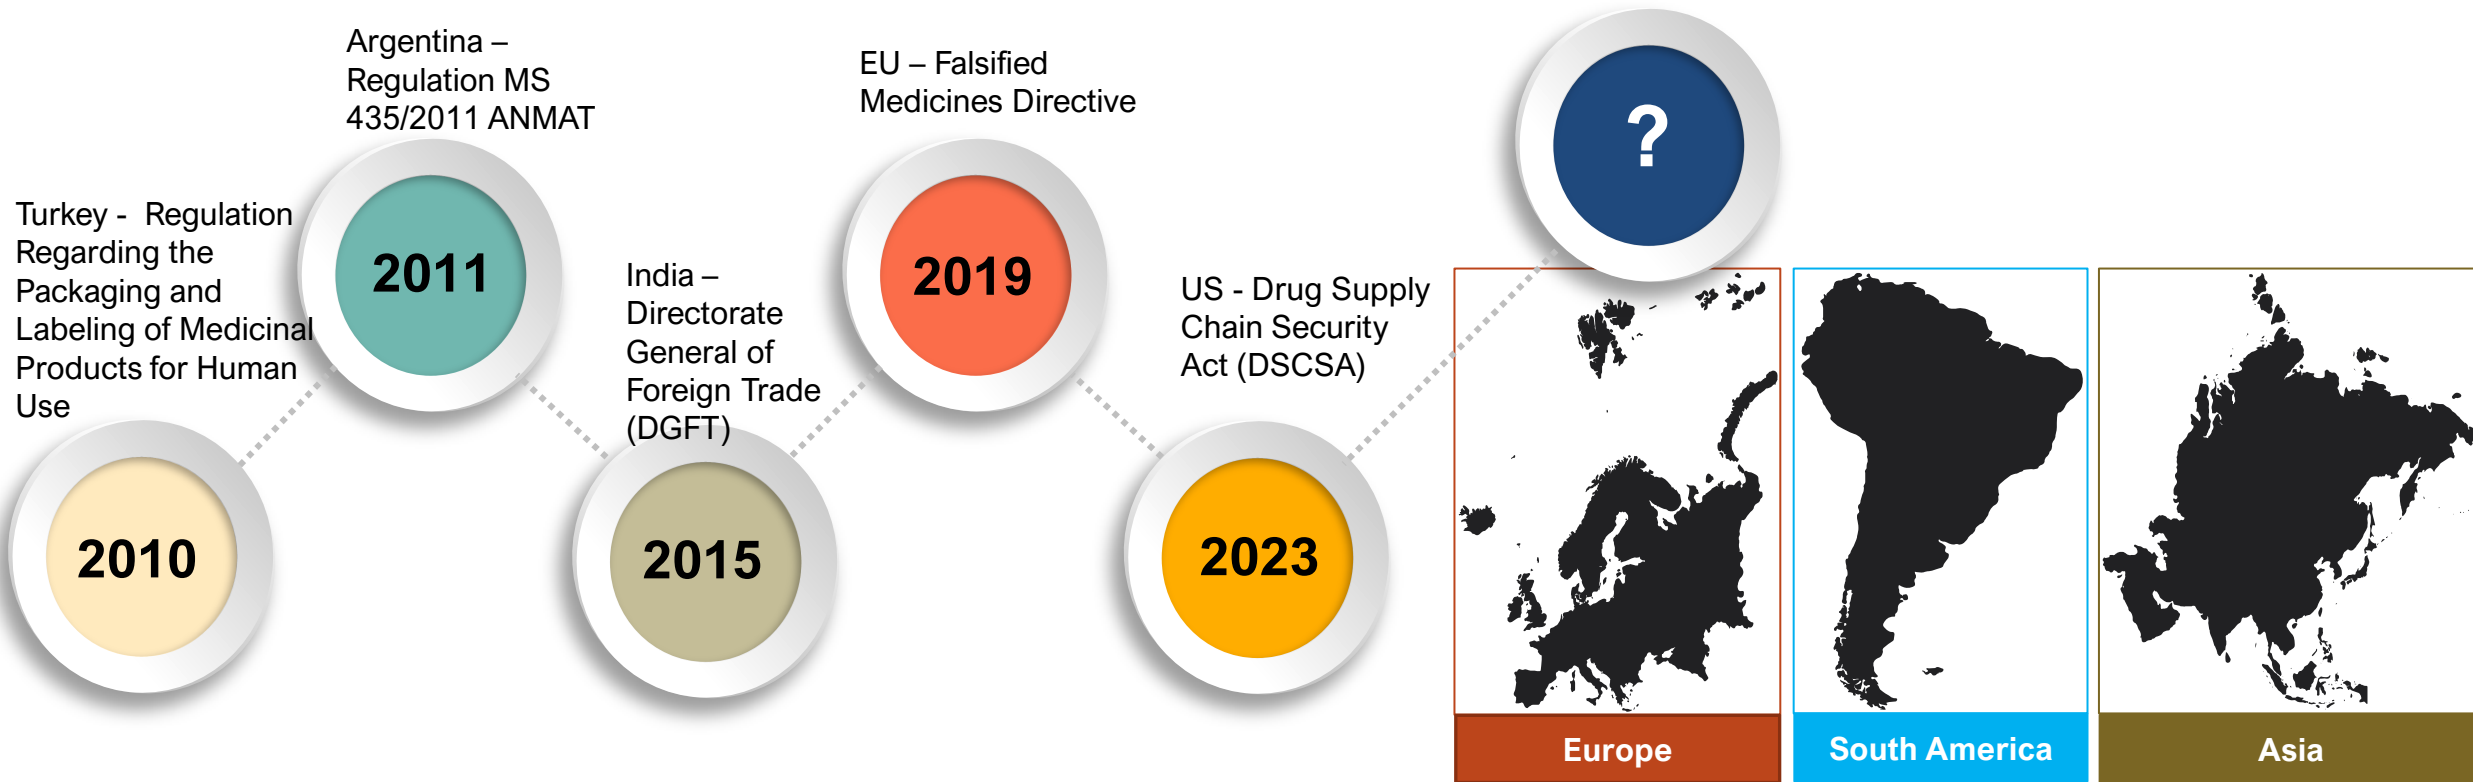 Turkey -  Regulation
Regarding the
Packaging and
Labeling of Medicinal
Products for Human
Use
2010
Argentina –
Regulation MS
435/2011 ANMAT
2011
India –
Directorate
General of
Foreign Trade
(DGFT)
2015
EU – Falsified
Medicines Directive
2019
US - Drug Supply
Chain Security
Act (DSCSA)
2023
?
Europe
South America
Asia